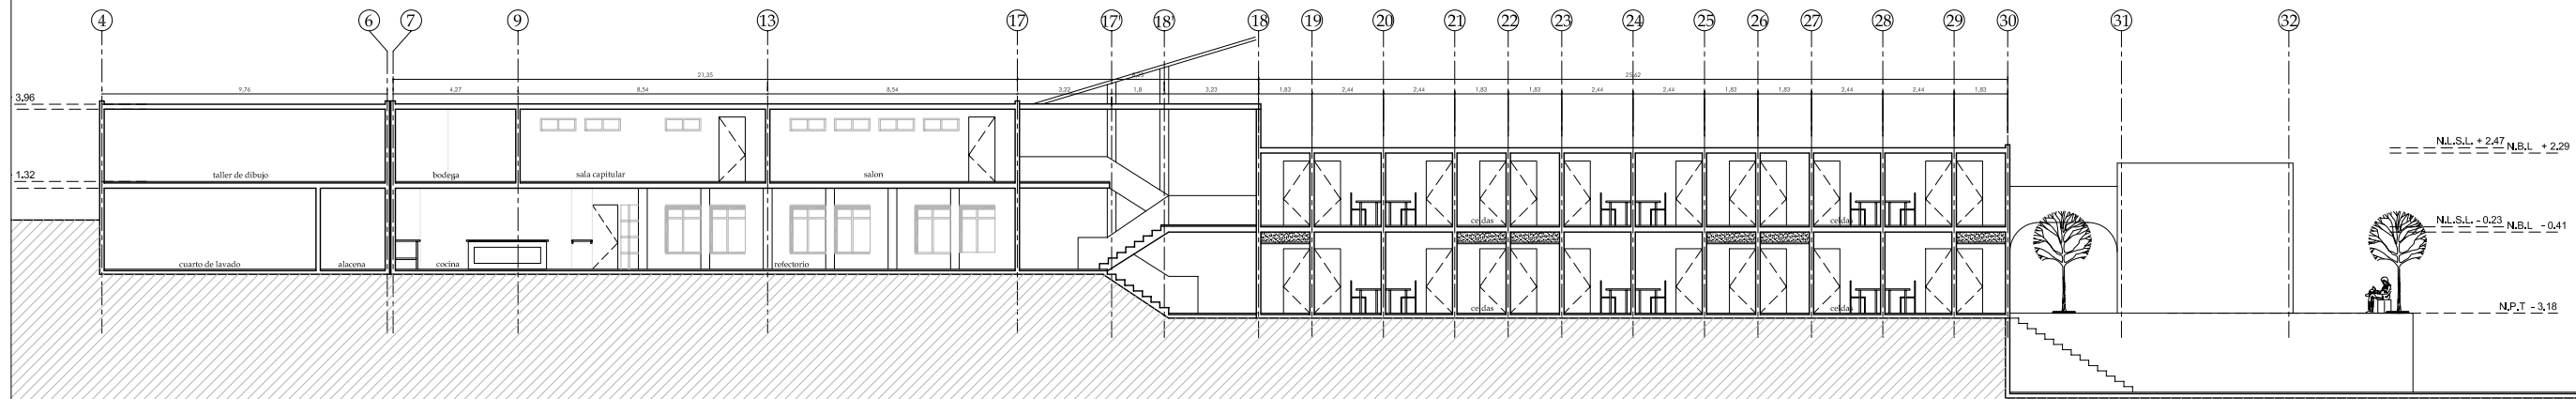 4 6 7 9 13 17 17' 18' 18 19 20 21 22 23 24 25 26 27 28 29 30 31 32
21,35 25,62
9,76 4,27 8,54 8,54 3,22 1,8 3,23 1,83 2,44 2,44 1,83 1,83 2,44 2,44 1,83 1,83 2,44 2,44 1,83
3,96
N.L.S.L. + 2.47 N.B.L + 2.29
1.32
taller de dibujo bodega sala capitular salon
celdas celdas
N.L.S.L. - 0.23 N.B.L - 0.41
cuarto de lavado alacena cocina refectorio
N.P.T - 3,18
celdas celdas